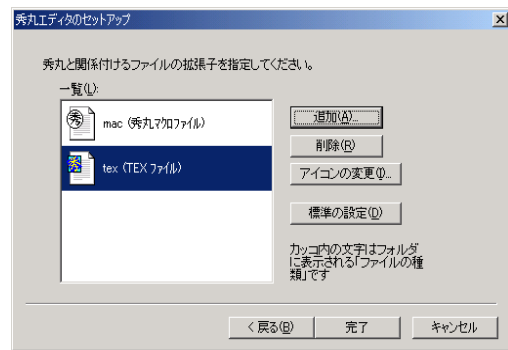 秀丸エディタのセットアップ
秀丸と関係付けるファイルの拡張子を指定してください。
一覧(L):
mac (秀丸マクロファイル)
tex (TEX ファイル)
追加(A)...
削除(R)
アイコンの変更(I)...
標準の設定(D)
カッコ内の文字はフォルダ
に表示される「ファイルの種
類」です
< 戻る(B)
完了
キャンセル